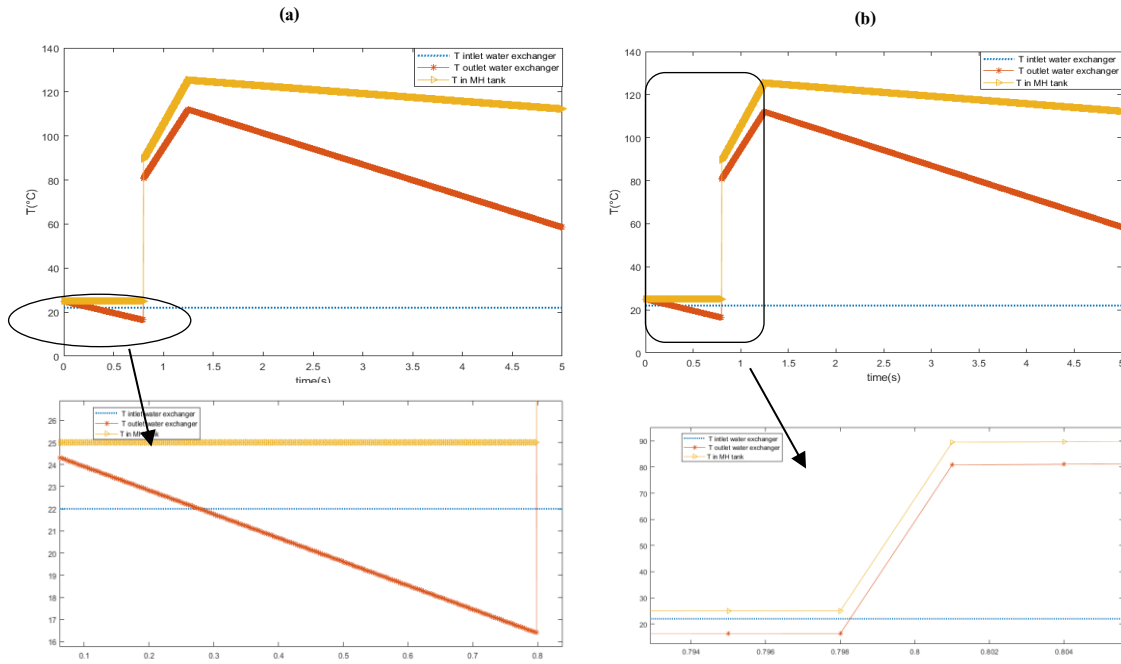 (a)
T(°C)
140
120
100
80
60
40
20
0
T inlet water exchanger
T outlet water exchanger
T in MH tank
0 0.5 1 1.5 2 2.5 3 3.5 4 4.5 5
time(s)
(b)
T(°C)
140
120
100
80
60
40
20
0
T inlet water exchanger
T outlet water exchanger
T in MH tank
0 0.5 1 1.5 2 2.5 3 3.5 4 4.5 5
time(s)
26
25
24
23
22
21
20
19
18
17
16
T intlet water exchanger
T outlet water exchanger
T in MH tank
0.1 0.2 0.3 0.4 0.5 0.6 0.7 0.8
90
80
70
60
50
40
30
20
T intlet water exchanger
T outlet water exchanger
T in MH tank
0.794 0.796 0.798 0.8 0.802 0.804